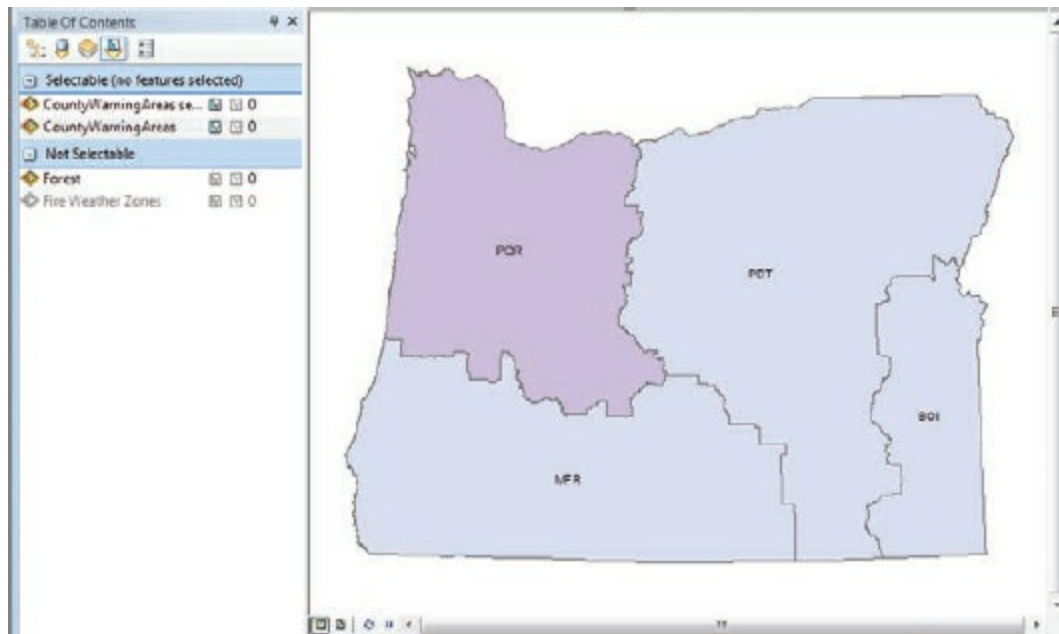 Table Of Contents
Selectable (no features selected)
CountyWarningAreas se... 0
CountyWarningAreas 0
Not Selectable
Forest 0
Fire Weather Zones 0
PQR
PDT
BOI
MFR